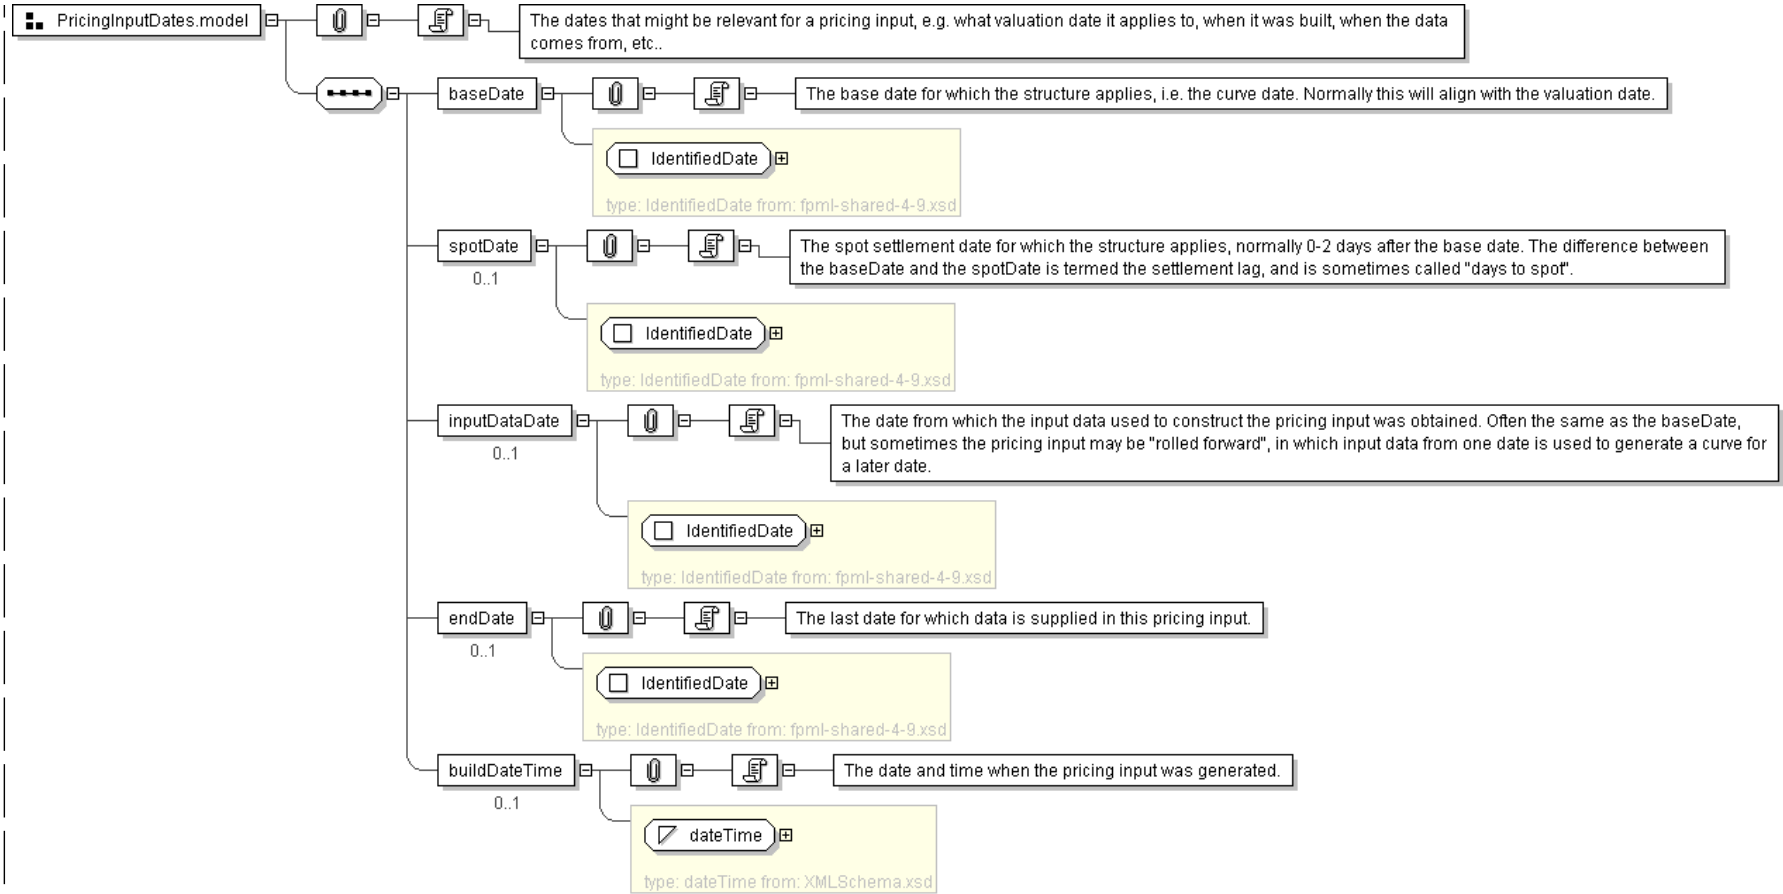 PricingInputDates.model
The dates that might be relevant for a pricing input, e.g. what valuation date it applies to, when it was built, when the data
comes from, etc..
baseDate
The base date for which the structure applies, i.e. the curve date. Normally this will align with the valuation date.
IdentifiedDate
type: IdentifiedDate from: fpml-shared-4-9.xsd
spotDate
0..1
The spot settlement date for which the structure applies, normally 0-2 days after the base date. The difference between
the baseDate and the spotDate is termed the settlement lag, and is sometimes called "days to spot".
IdentifiedDate
type: IdentifiedDate from: fpml-shared-4-9.xsd
inputDataDate
0..1
The date from which the input data used to construct the pricing input was obtained. Often the same as the baseDate,
but sometimes the pricing input may be "rolled forward", in which input data from one date is used to generate a curve for
a later date.
IdentifiedDate
type: IdentifiedDate from: fpml-shared-4-9.xsd
endDate
0..1
The last date for which data is supplied in this pricing input.
IdentifiedDate
type: IdentifiedDate from: fpml-shared-4-9.xsd
buildDateTime
0..1
The date and time when the pricing input was generated.
dateTime
type: dateTime from: XMLSchema.xsd